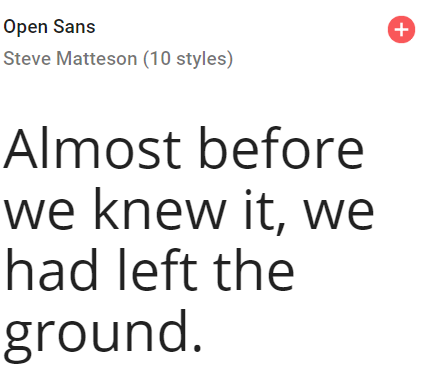 Open Sans
Steve Matteson (10 styles)
Almost before
we knew it, we
had left the
ground.